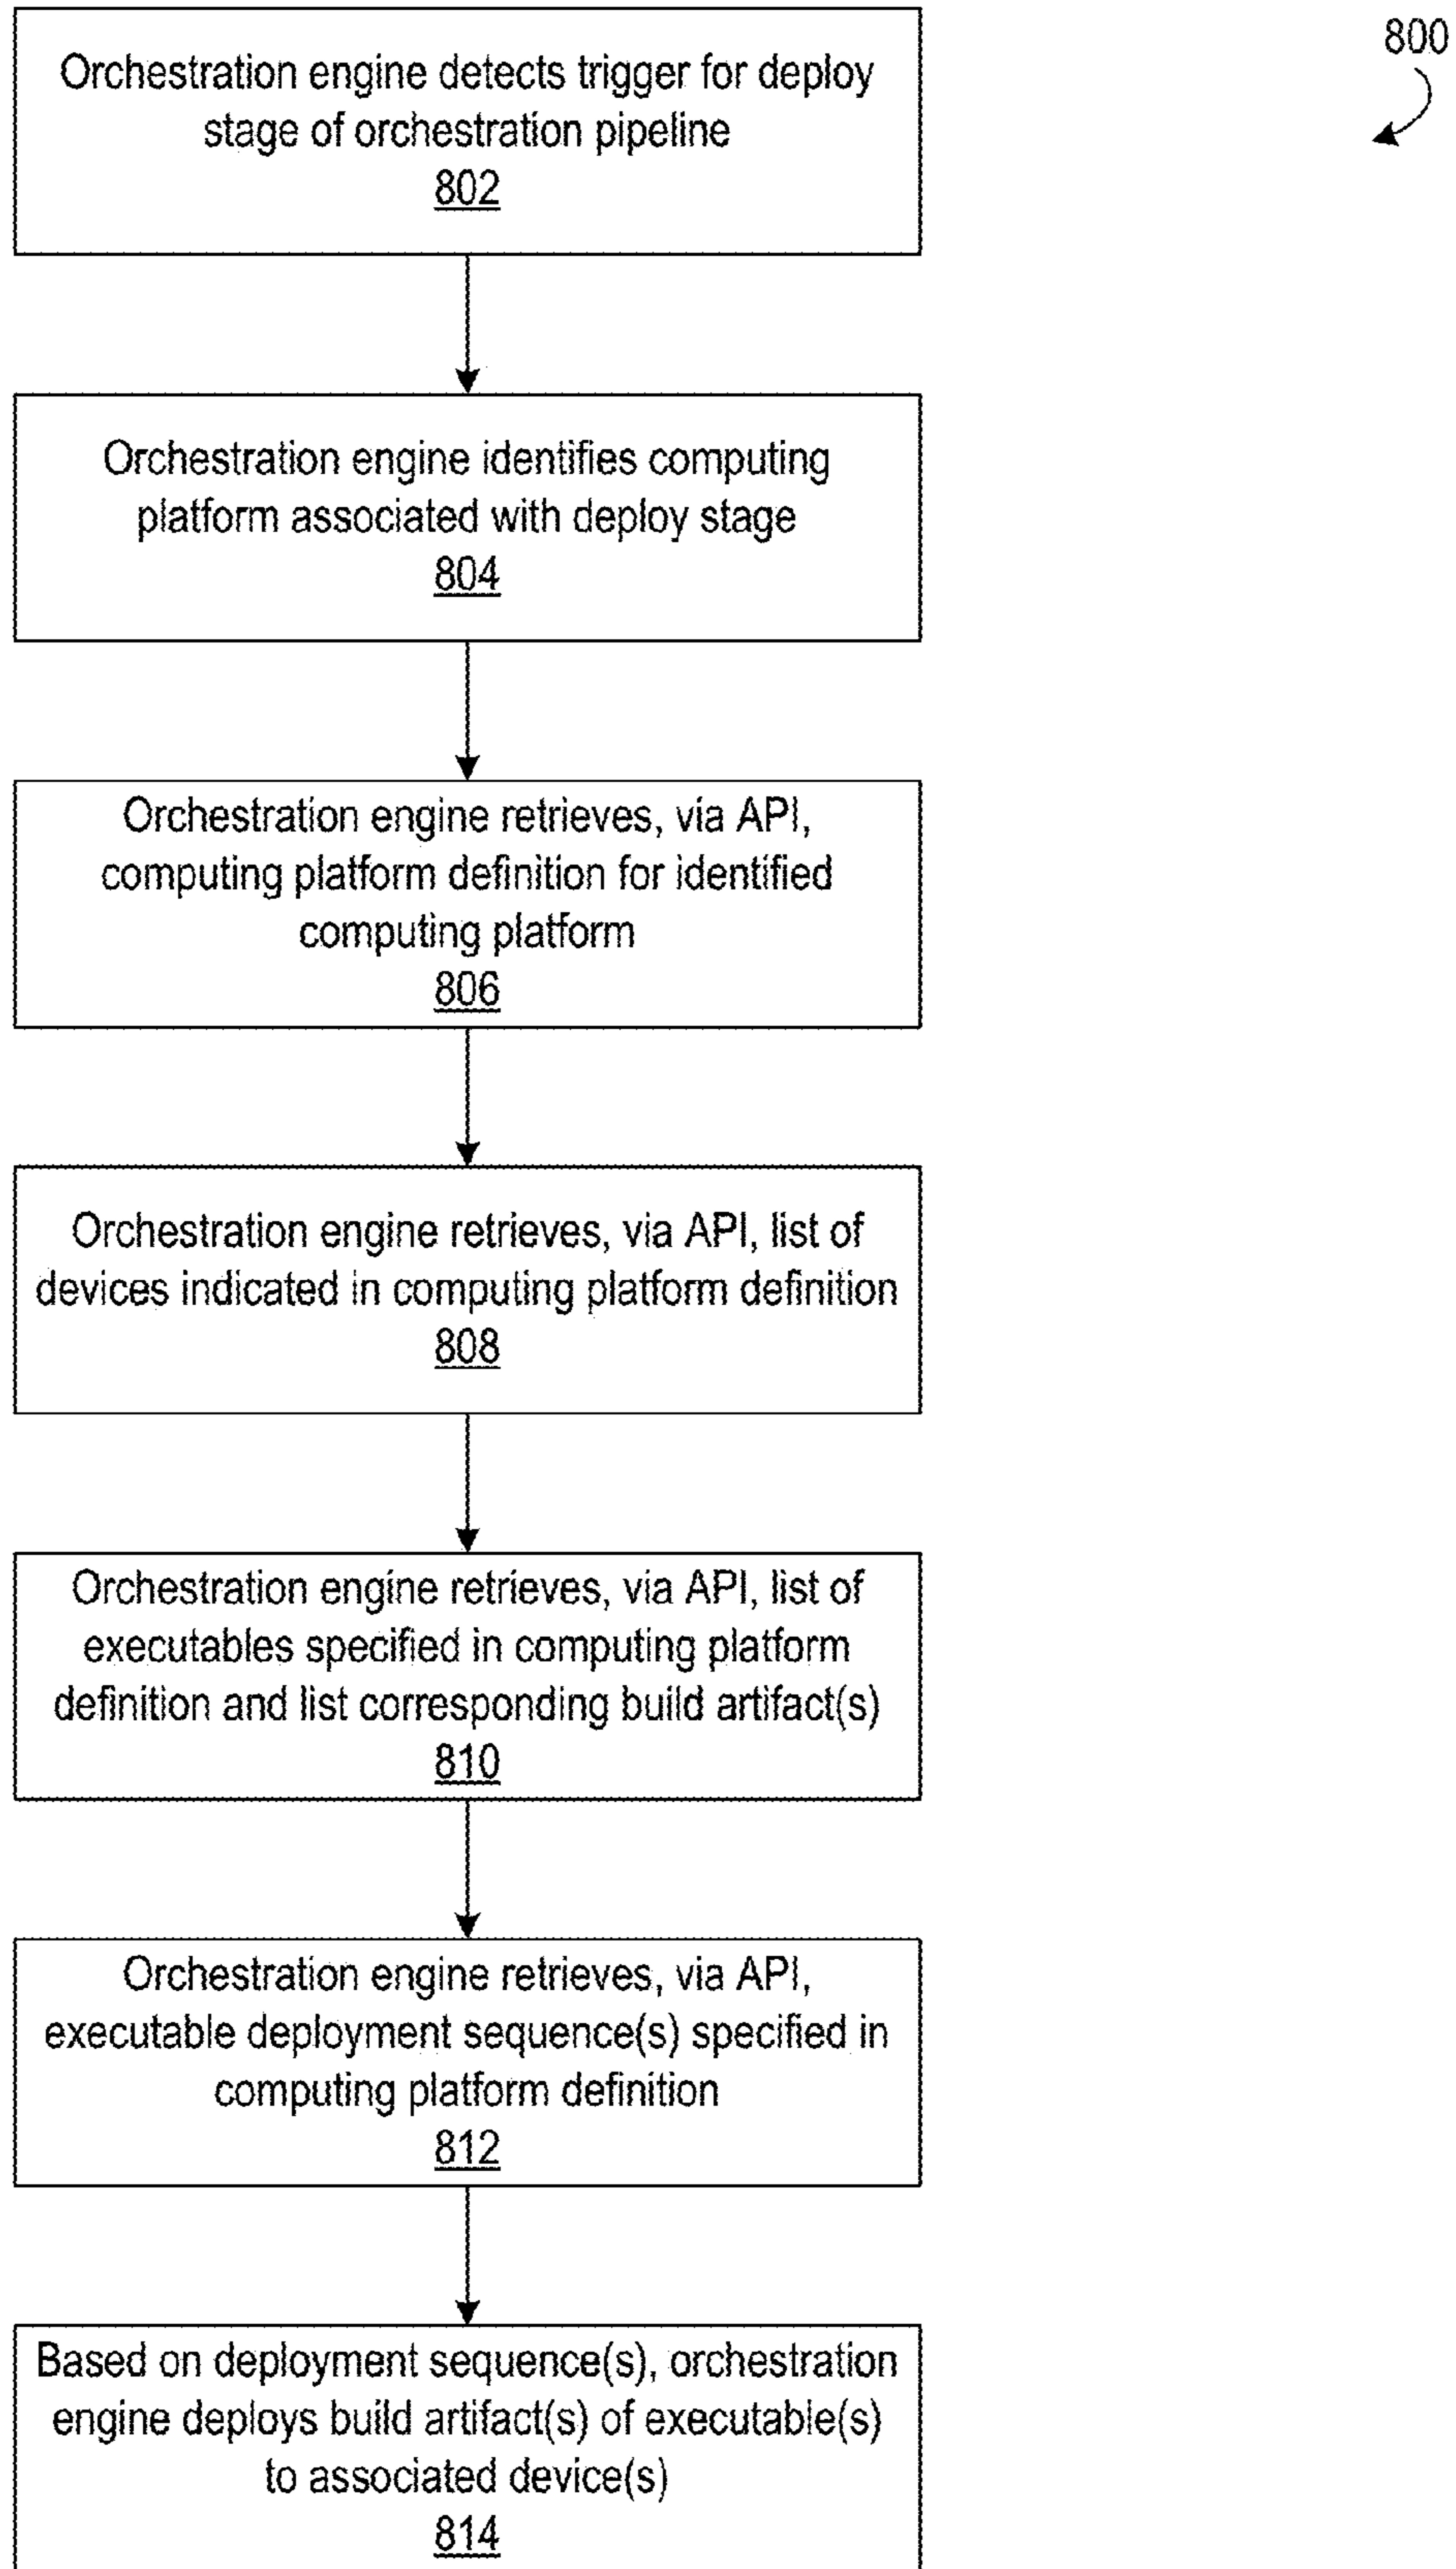 800
Orchestration engine detects trigger for deploy
stage of orchestration pipeline
802
Orchestration engine identifies computing
platform associated with deploy stage
804
Orchestration engine retrieves, via API,
computing platform definition for identified
computing platform
806
Orchestration engine retrieves, via API, list of
devices indicated in computing platform definition
808
Orchestration engine retrieves, via API, list of
executables specified in computing platform
definition and list corresponding build artifact(s)
810
Orchestration engine retrieves, via API,
executable deployment sequence(s) specified in
computing platform definition
812
Based on deployment sequence(s), orchestration
engine deploys build artifact(s) of executable(s)
to associated device(s)
814